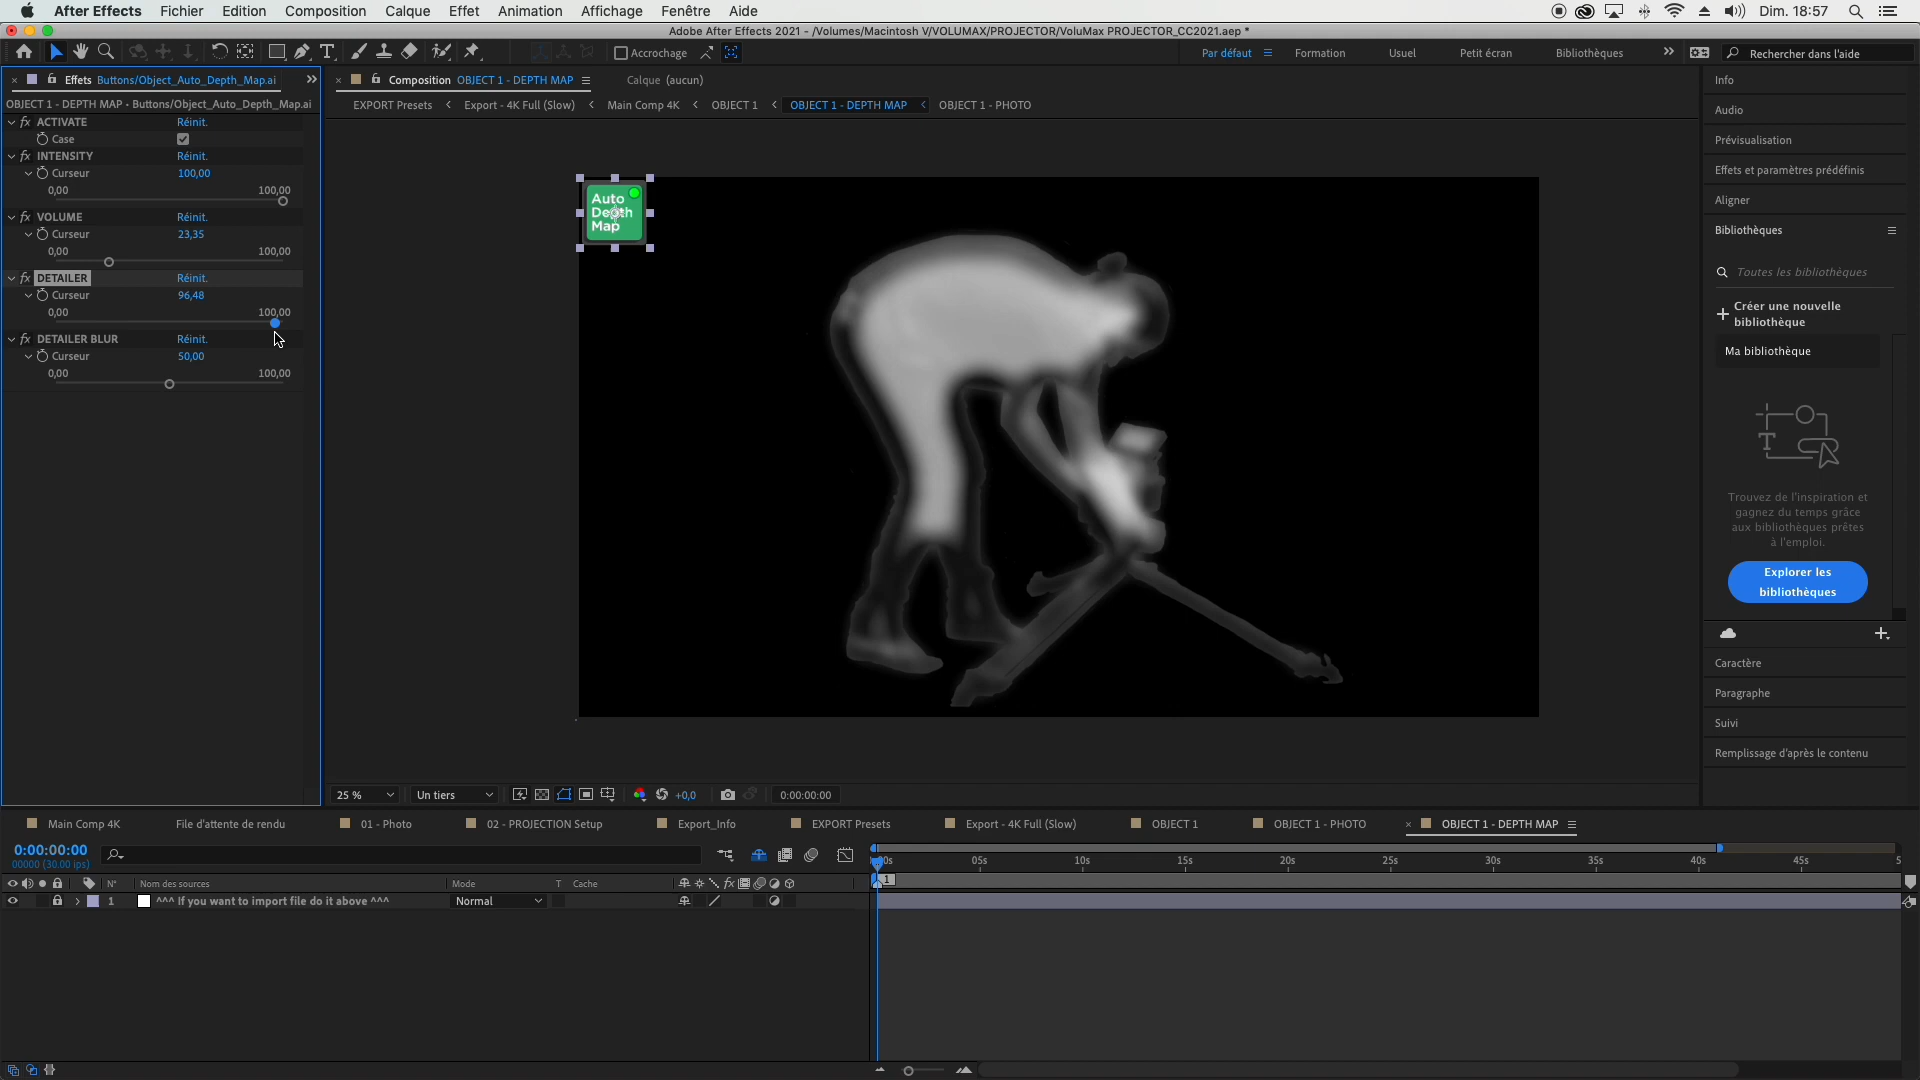 After Effects Fichier Edition Composition Calque Effet Animation Affichage Fenêtre Aide Dim. 18:57
Adobe After Effects 2021 - /Volumes/Macintosh V/VOLUMAX/PROJECTOR/VoluMax PROJECTOR_CC2021.aep *
Accrochage Par défaut Formation Usuel Petit écran Bibliothèques Rechercher dans l'aide
Effets Buttons/Object_Auto_Depth_Map.ai
OBJECT 1 - DEPTH MAP • Buttons/Object_Auto_Depth_Map.ai
fx ACTIVATE Réinit.
Case
fx INTENSITY Réinit.
Curseur 100,00
0,00 100,00
fx VOLUME Réinit.
Curseur 23,35
0,00 100,00
fx DETAILER Réinit.
Curseur 96,48
0,00 100,00
fx DETAILER BLUR Réinit.
Curseur 50,00
0,00 100,00
Composition OBJECT 1 - DEPTH MAP Calque (aucun)
EXPORT Presets Export - 4K Full (Slow) Main Comp 4K OBJECT 1 OBJECT 1 - DEPTH MAP OBJECT 1 - PHOTO
Auto
Depth
Map
25 % Un tiers +0,0 0:00:00:00
Info
Audio
Prévisualisation
Effets et paramètres prédéfinis
Aligner
Bibliothèques
Toutes les bibliothèques
Créer une nouvelle
bibliothèque
Ma bibliothèque
Trouvez de l'inspiration et
gagnez du temps grâce
aux bibliothèques prêtes
à l'emploi.
Explorer les
bibliothèques
Caractère
Paragraphe
Suivi
Remplissage d'après le contenu
Main Comp 4K File d'attente de rendu 01 - Photo 02 - PROJECTION Setup Export_Info EXPORT Presets Export - 4K Full (Slow) OBJECT 1 OBJECT 1 - PHOTO OBJECT 1 - DEPTH MAP
0:00:00:00
00000 (30.00 ips)
05s 10s 15s 20s 25s 30s 35s 40s 45s
N° Nom des sources Mode T Cache
1
1 ^^^ If you want to import file do it above ^^^ Normal